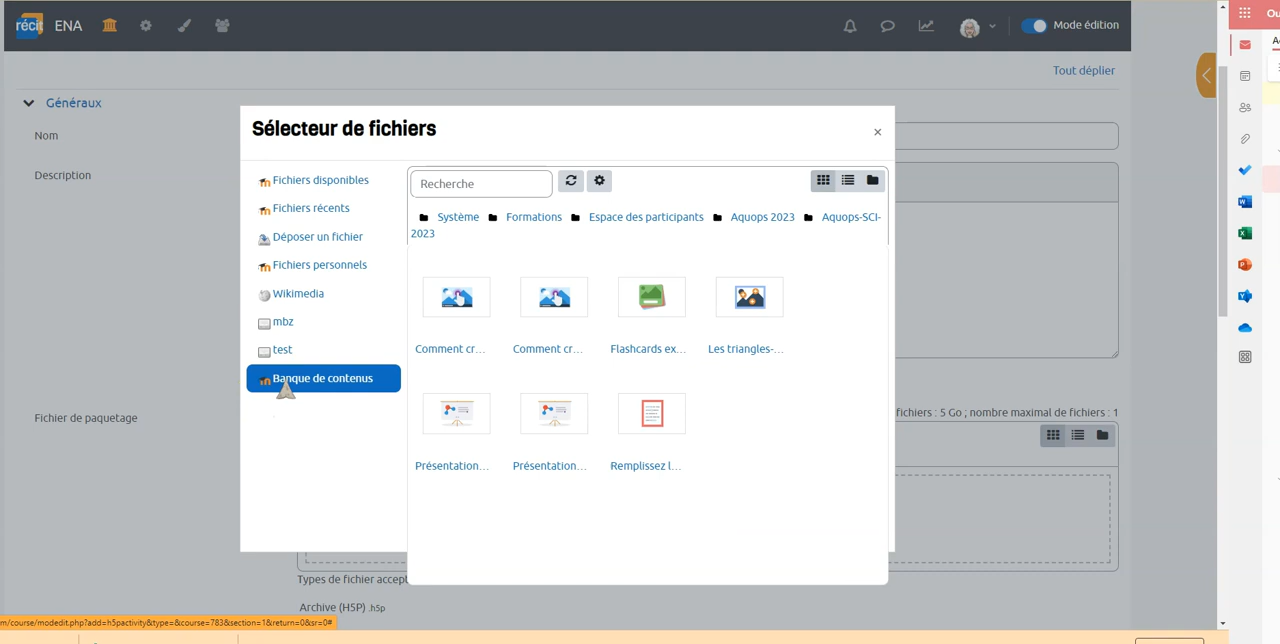 récit ENA
Mode édition
Ou
Tout déplier
Généraux
Nom
Description
Sélecteur de fichiers
×
Fichiers disponibles
Fichiers récents
Déposer un fichier
Fichiers personnels
Wikimedia
mbz
test
Banque de contenus
Recherche
Système Formations Espace des participants Aquops 2023 Aquops-SCI-
2023
Comment cr... Comment cr... Flashcards ex... Les triangles-...
Présentation... Présentation... Remplissez l...
Fichier de paquetage
fichiers : 5 Go ; nombre maximal de fichiers : 1
Types de fichier accep
Archive (H5P) .h5p
m/course/modedit.php?add=h5pactivity&type=&course=783&section=1&return=0&sr=0#